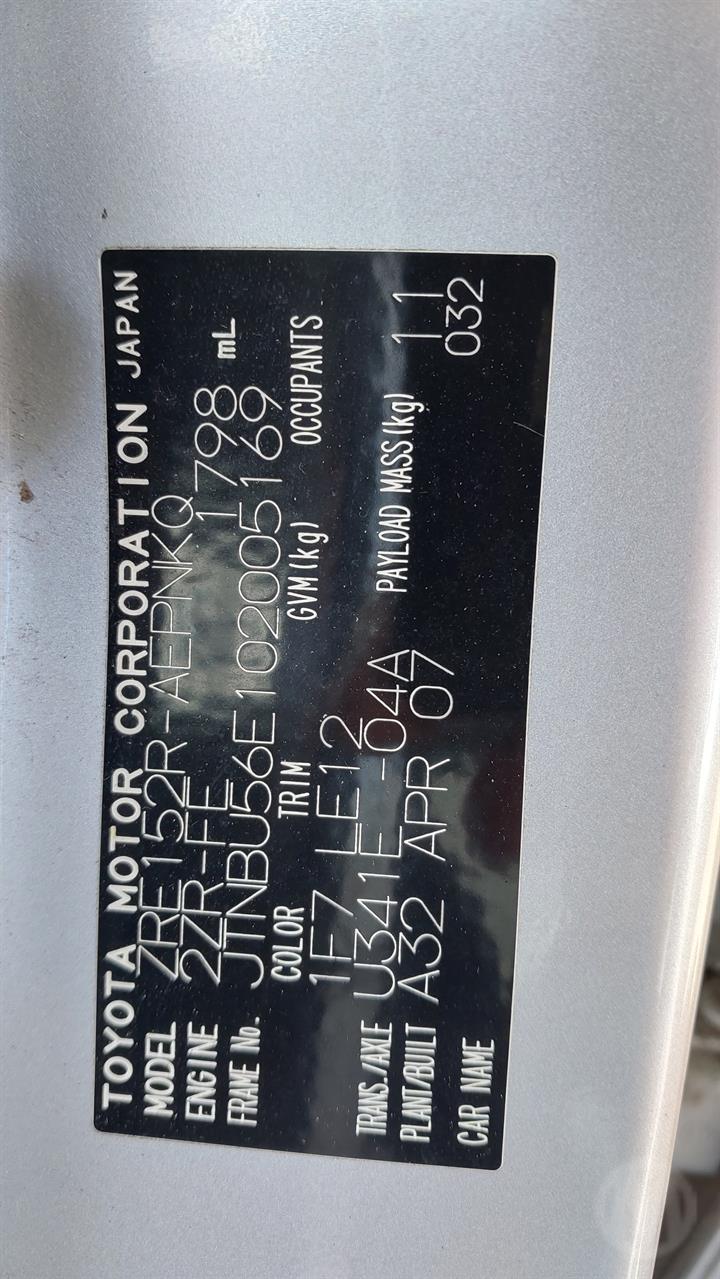 TOYOTA MOTOR CORPORATION JAPAN
MODEL ZRE152R-AEPNKQ
ENGINE 2ZR-FE 1798 mL
FRAME No. JTNBU56E102005169
COLOR TRIM GVM(kg) OCCUPANTS
1F7 LE12
TRANS./AXLE U341E -04A PAYLOAD MASS(kg)
PLANT/BUILT A32 APR 07 11
032
CAR NAME